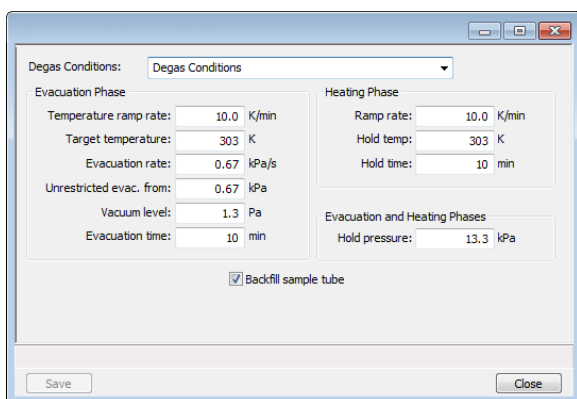 Degas Conditions: Degas Conditions
Evacuation Phase
Temperature ramp rate: 10.0 K/min
Target temperature: 303 K
Evacuation rate: 0.67 kPa/s
Unrestricted evac. from: 0.67 kPa
Vacuum level: 1.3 Pa
Evacuation time: 10 min
Heating Phase
Ramp rate: 10.0 K/min
Hold temp: 303 K
Hold time: 10 min
Evacuation and Heating Phases
Hold pressure: 13.3 kPa
Backfill sample tube
Save Close